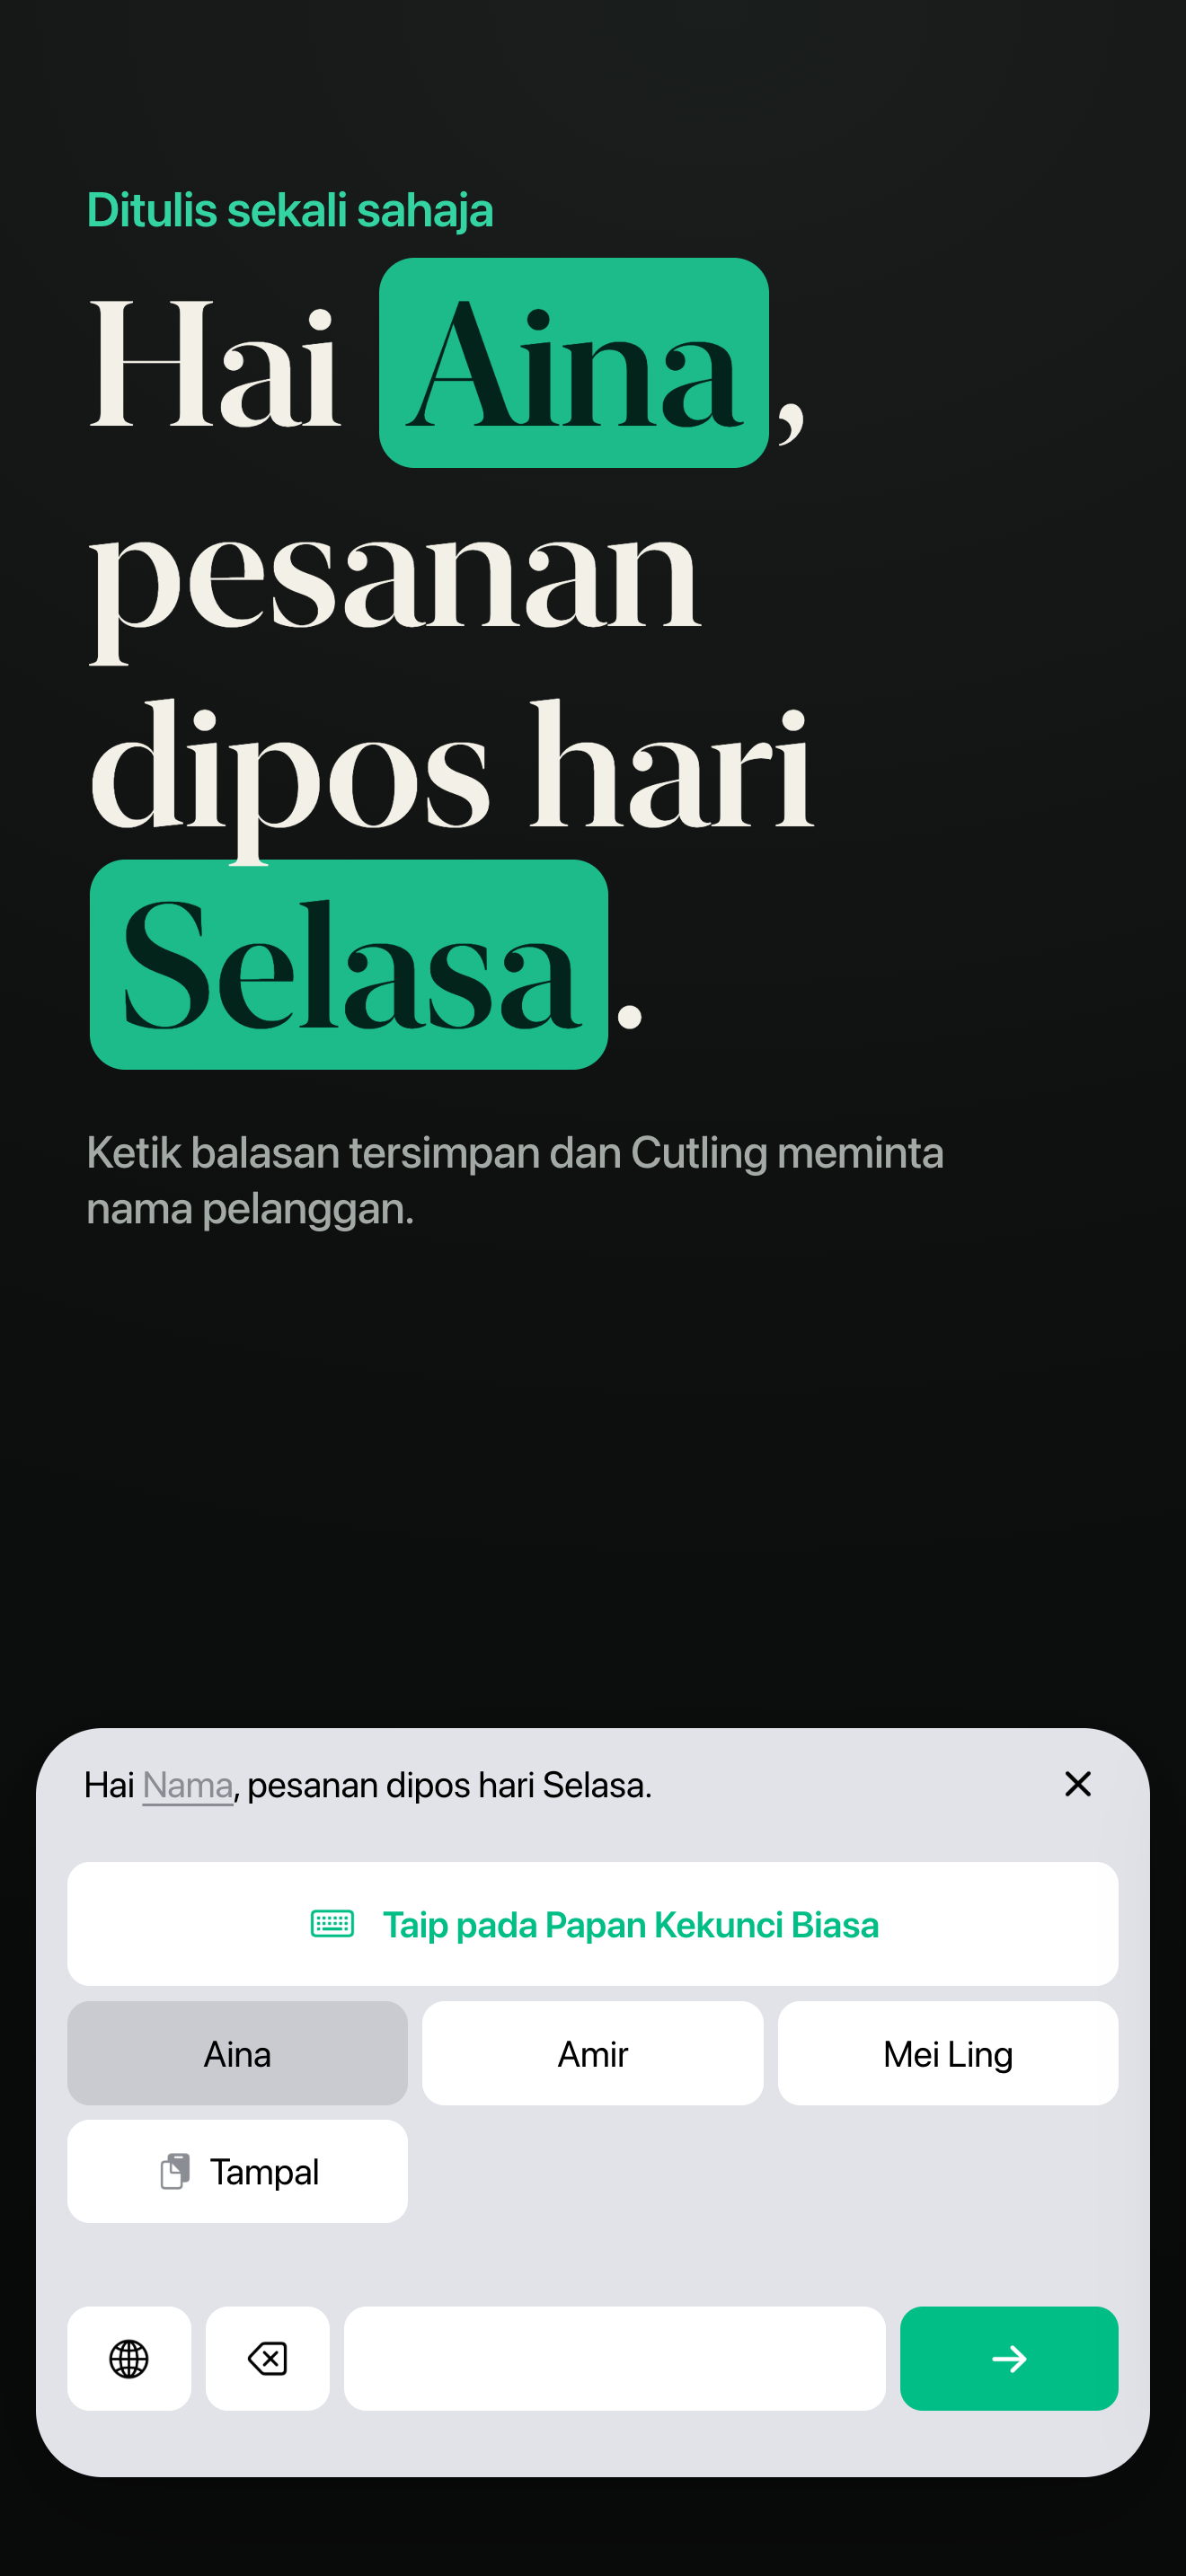 Ditulis sekali sahaja
Hai Aina,
pesanan
dipos hari
Selasa.
Ketik balasan tersimpan dan Cutling meminta
nama pelanggan.
Hai Nama, pesanan dipos hari Selasa.
Taip pada Papan Kekunci Biasa
Aina
Amir
Mei Ling
Tampal